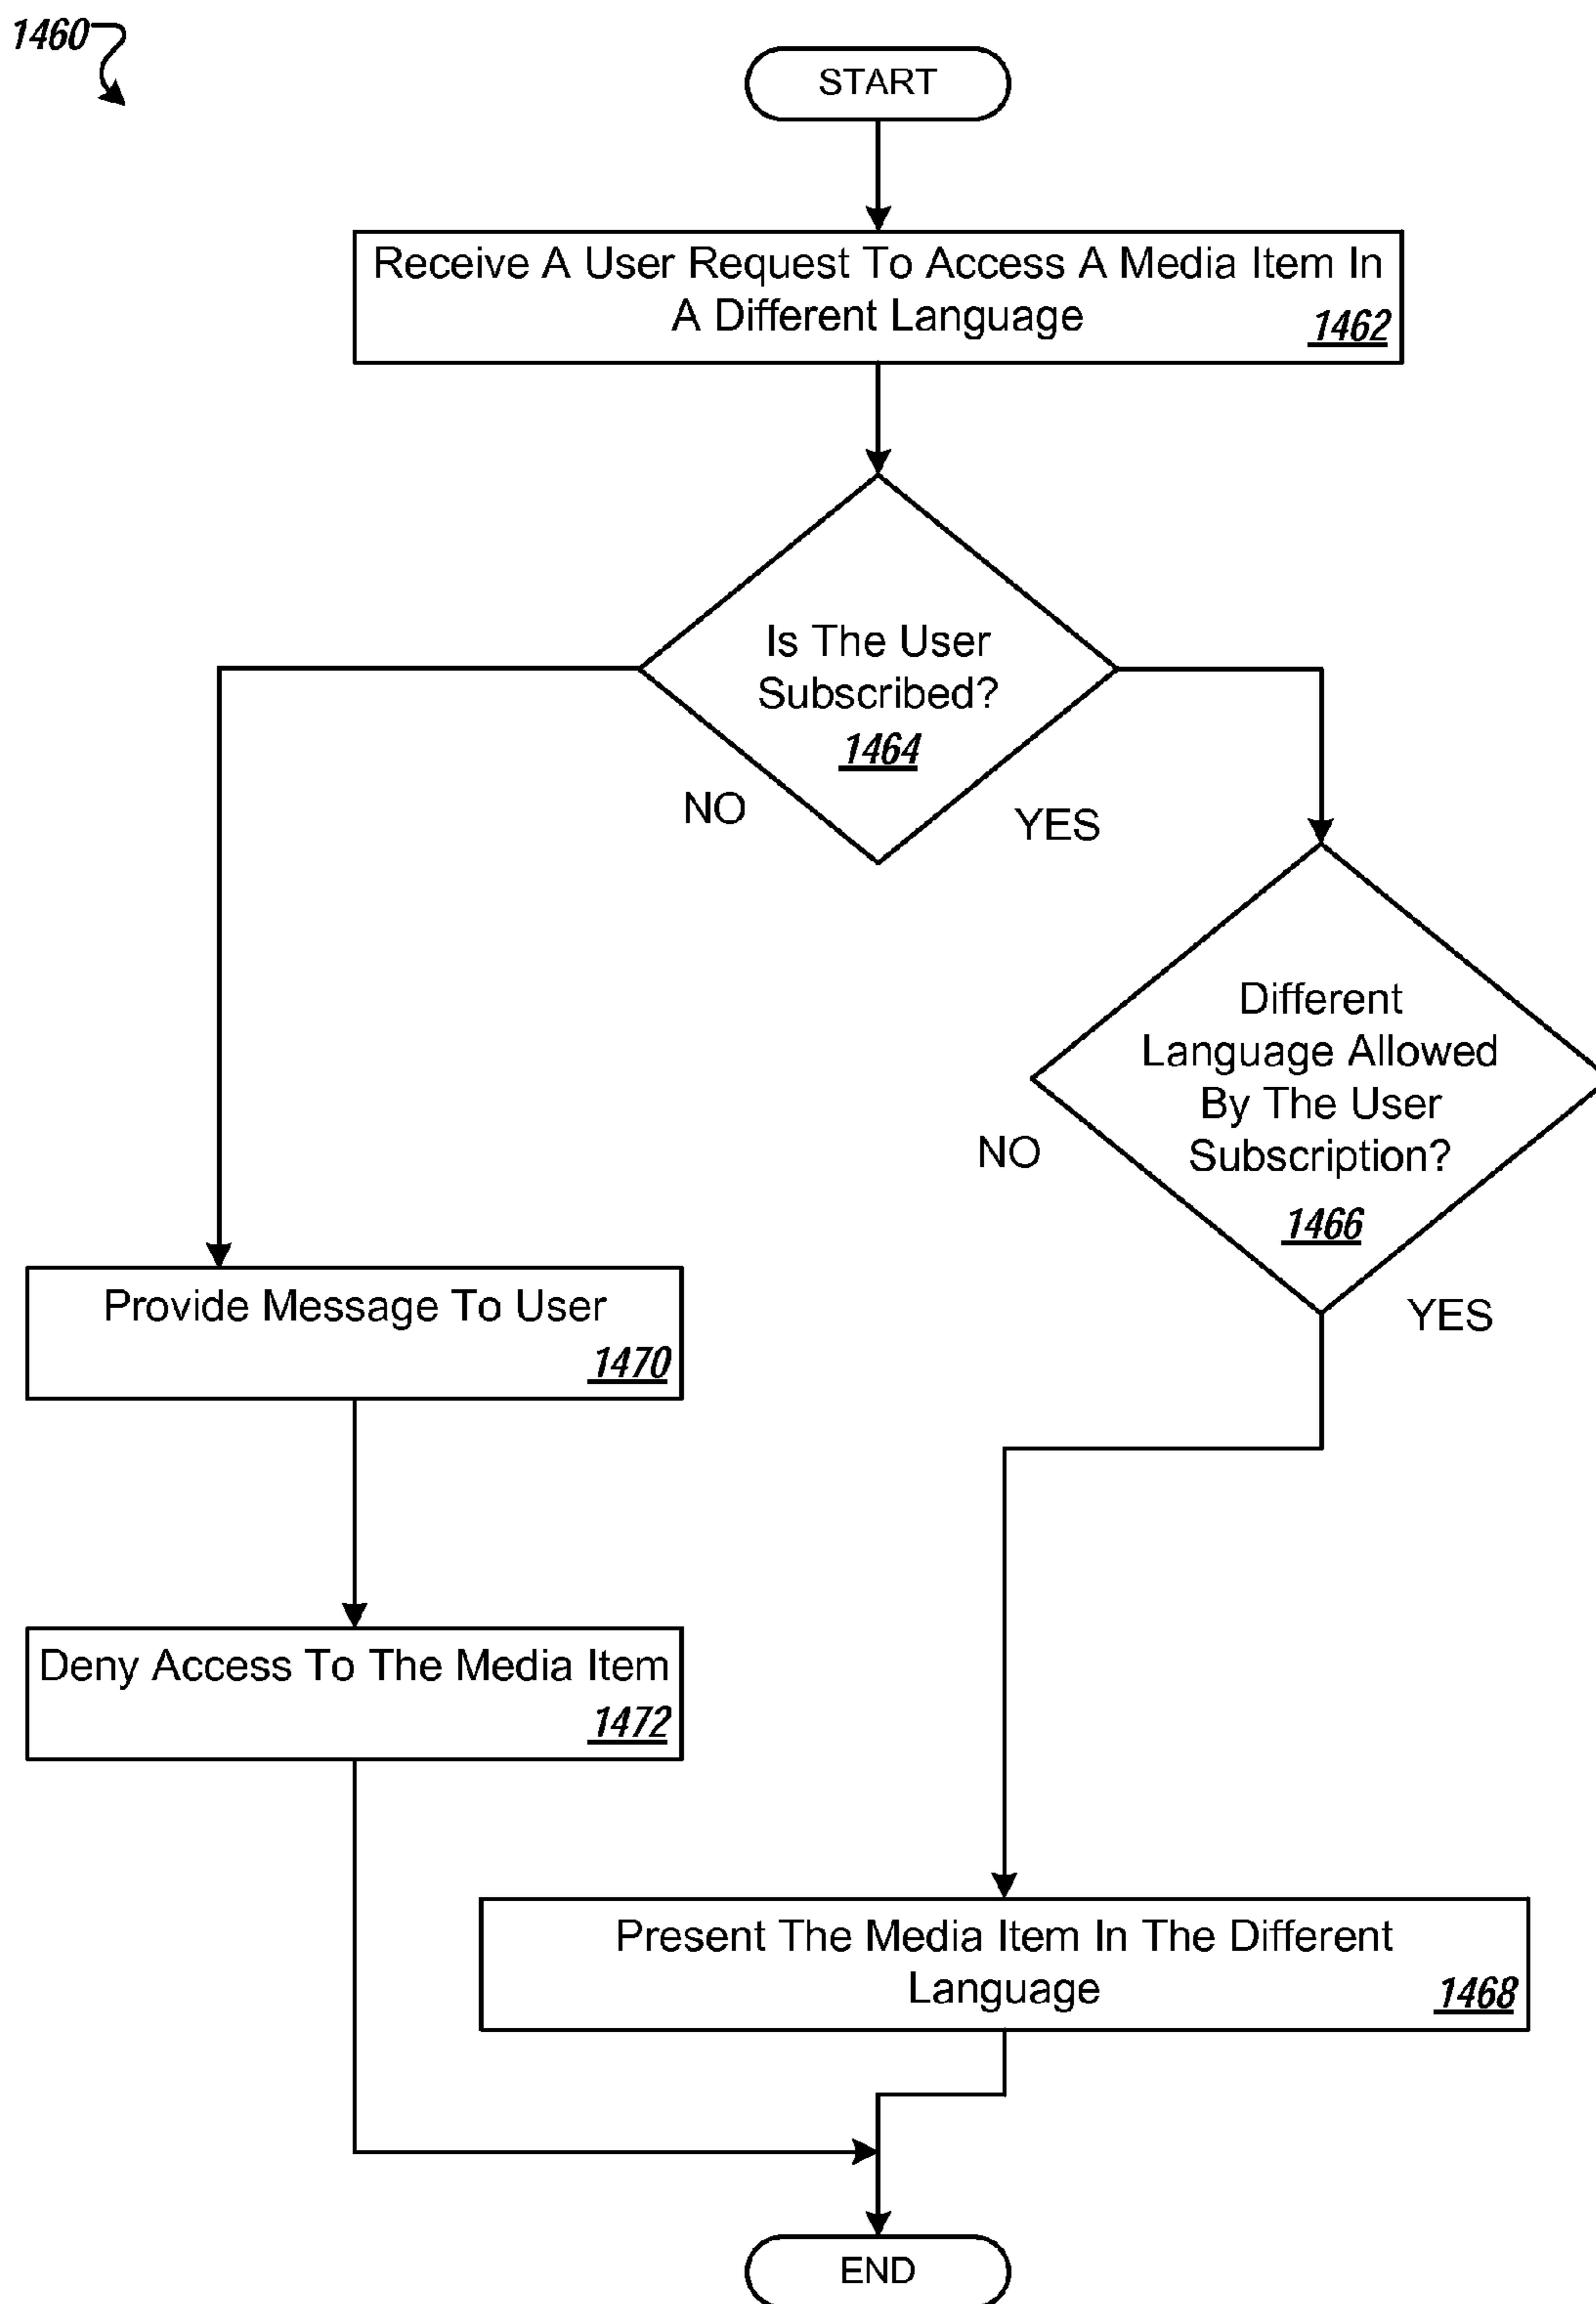 1460
START
Receive A User Request To Access A Media Item In
A Different Language
1462
Is The User
Subscribed?
1464
NO
YES
Different
Language Allowed
By The User
Subscription?
1466
NO
YES
Provide Message To User
1470
Deny Access To The Media Item
1472
Present The Media Item In The Different
Language
1468
END